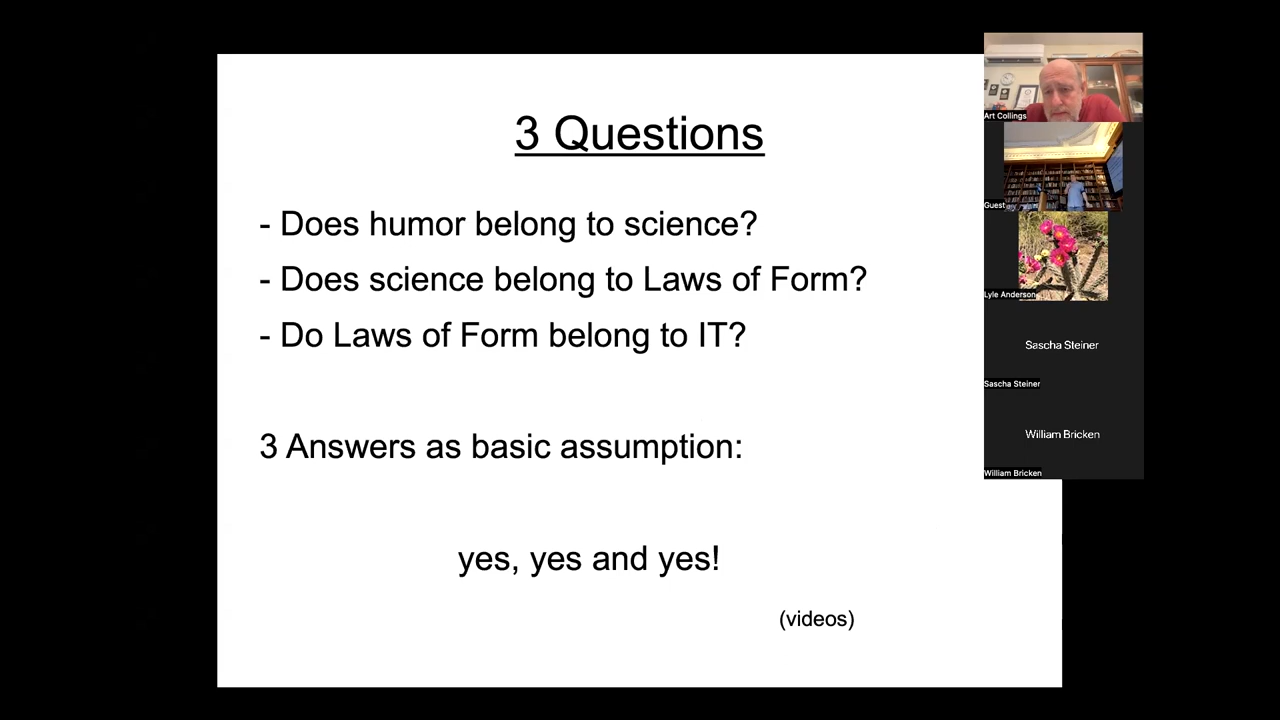 3 Questions
- Does humor belong to science?
- Does science belong to Laws of Form?
- Do Laws of Form belong to IT?
3 Answers as basic assumption:
yes, yes and yes!
(videos)
Art Collings
Guest
Lyle Anderson
Sascha Steiner
Sascha Steiner
William Bricken
William Bricken